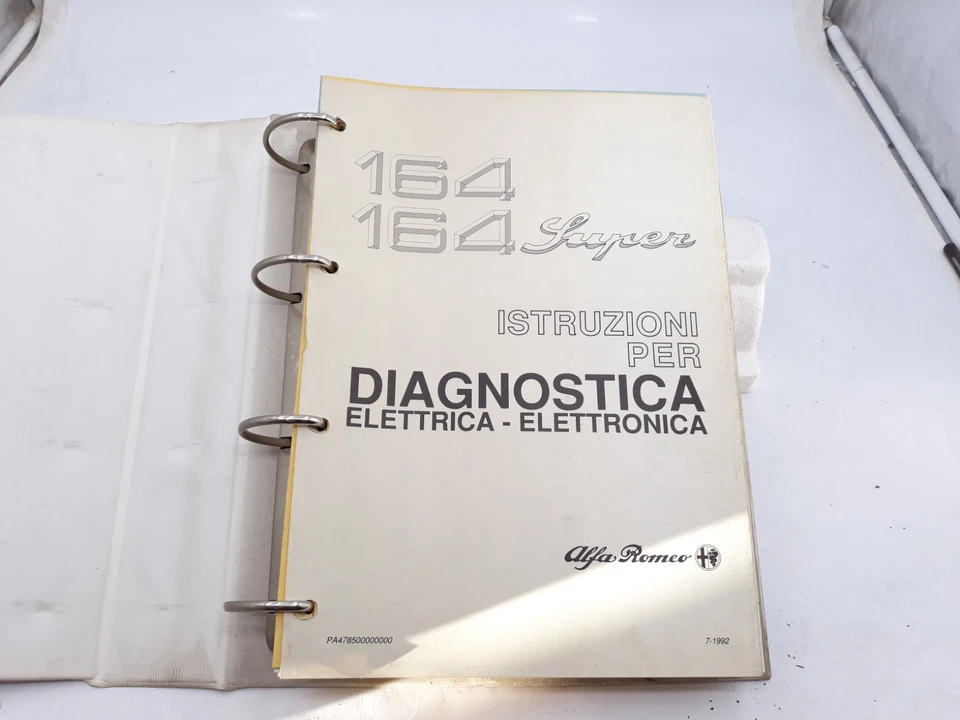 164
164 Super
ISTRUZIONI
PER
DIAGNOSTICA
ELETTRICA - ELETTRONICA
Alfa Romeo
PA478500000000
7-1992